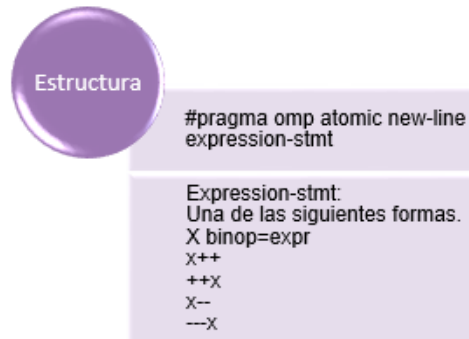 Estructura
#pragma omp atomic new-line
expression-stmt
Expression-stmt:
Una de las siguientes formas.
X binop=expr
x++
++x
x--
---x